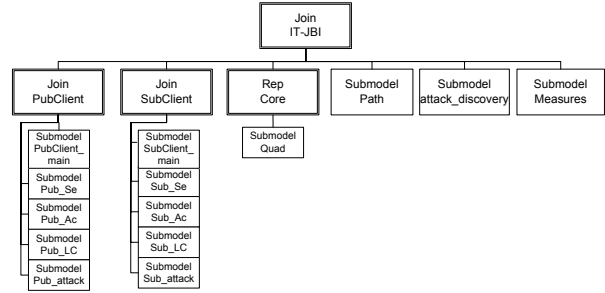 Join
IT-JBI
Join
PubClient
Join
SubClient
Rep
Core
Submodel
Path
Submodel
attack_discovery
Submodel
Measures
Submodel
PubClient_
main
Submodel
Pub_Se
Submodel
Pub_Ac
Submodel
Pub_LC
Submodel
Pub_attack
Submodel
SubClient_
main
Submodel
Sub_Se
Submodel
Sub_Ac
Submodel
Sub_LC
Submodel
Sub_attack
Submodel
Quad